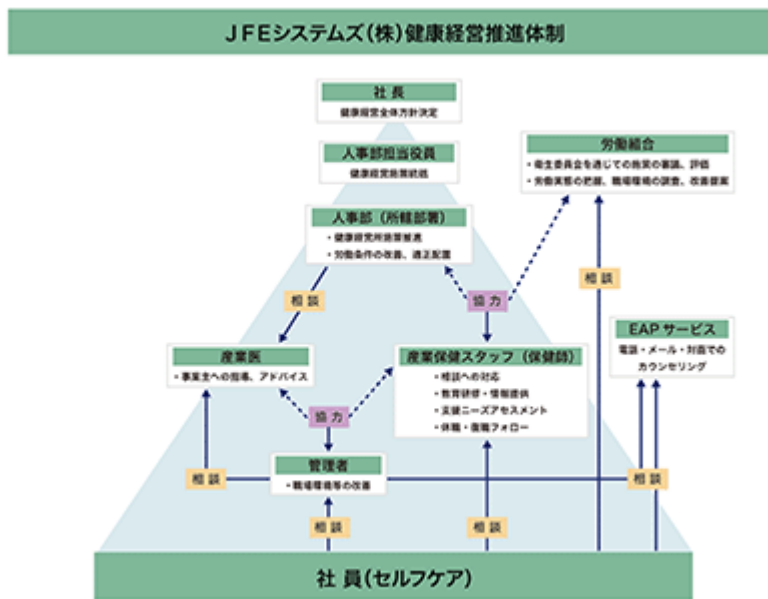 JFEシステムズ(株)健康経営推進体制
社長
健康経営全体方針決定
人事部担当役員
健康経営施策統括
労働組合
・衛生委員会を通じての施策の審議、評価
・労働実態の把握、職場環境の調査、改善提案
人事部（所轄部署）
・健康経営所施策推進
・労働条件の改善、適正配置
相談
協力
相談
EAPサービス
電話・メール・対面での
カウンセリング
産業医
・事業主への指導、アドバイス
産業保健スタッフ（保健師）
・相談への対応
・教育研修・情報提供
・支援ニーズアセスメント
・休職・復職フォロー
協力
管理者
・職場環境等の改善
相談
相談
相談
相談
社員(セルフケア)